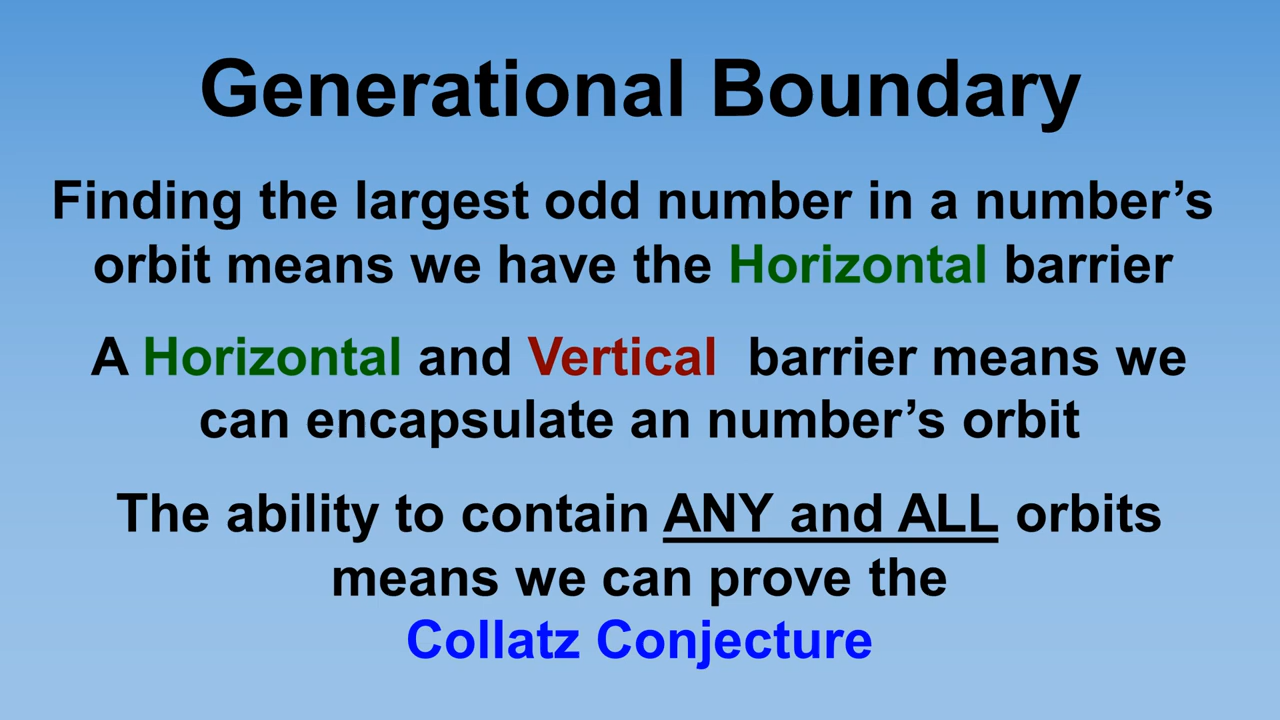 Generational Boundary
Finding the largest odd number in a number’s
orbit means we have the Horizontal barrier
A Horizontal and Vertical barrier means we
can encapsulate an number’s orbit
The ability to contain ANY and ALL orbits
means we can prove the
Collatz Conjecture